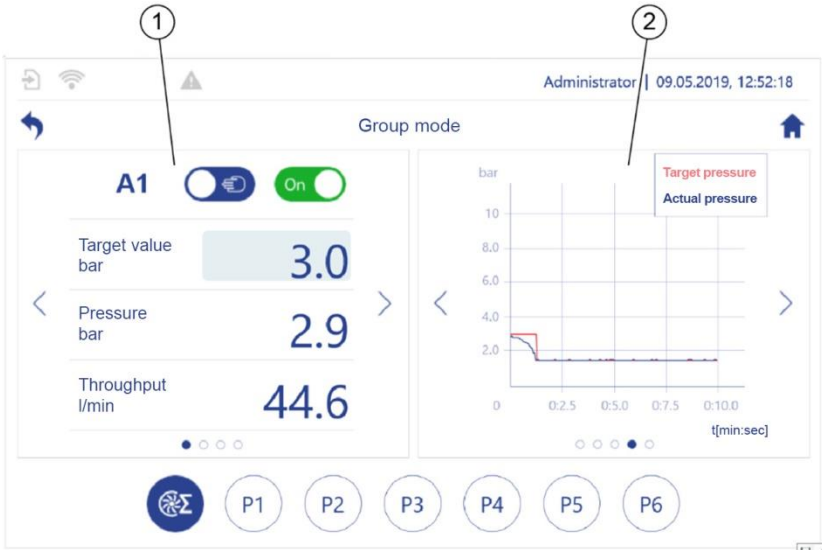 1
2
Administrator | 09.05.2019, 12:52:18
Group mode
A1
On
Target value
bar
3.0
Pressure
bar
2.9
Throughput
l/min
44.6
bar
Target pressure
Actual pressure
10
8.0
6.0
4.0
2.0
0 0:2.5 0:5.0 0:7.5 0:10.0
t[min:sec]
Σ P1 P2 P3 P4 P5 P6